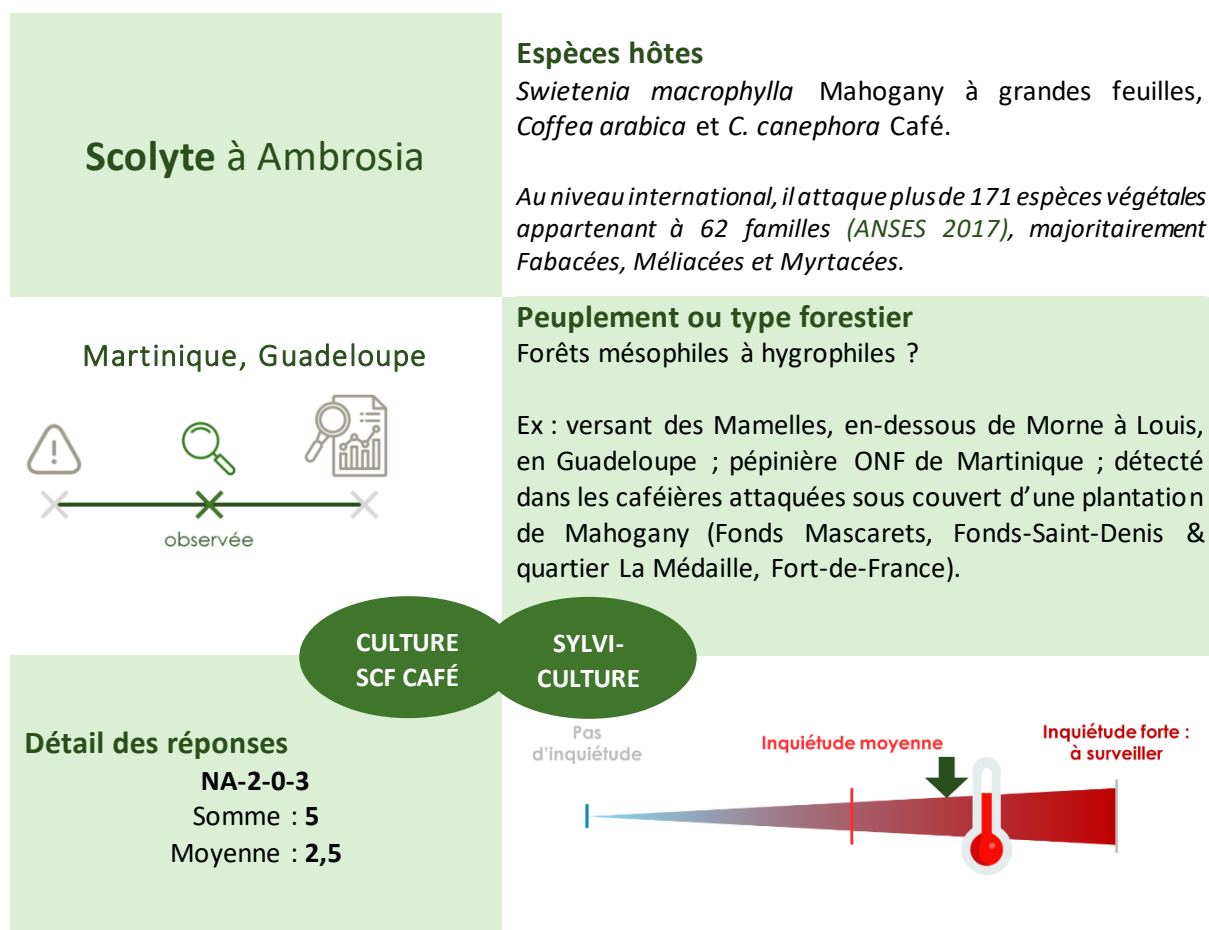 Scolyte à Ambrosia
Espèces hôtes
Swietenia macrophylla Mahogany à grandes feuilles,
Coffea arabica et C. canephora Café.
Au niveau international, il attaque plus de 171 espèces végétales
appartenant à 62 familles (ANSES 2017), majoritairement
Fabacées, Méliacées et Myrtacées.
Martinique, Guadeloupe
observée
Peuplement ou type forestier
Forêts mésophiles à hygrophiles ?
Ex : versant des Mamelles, en-dessous de Morne à Louis,
en Guadeloupe ; pépinière ONF de Martinique ; détecté
dans les caféières attaquées sous couvert d’une plantation
de Mahogany (Fonds Mascarets, Fonds-Saint-Denis &
quartier La Médaille, Fort-de-France).
CULTURE
SCF CAFÉ
SYLVI-
CULTURE
Détail des réponses
NA-2-0-3
Somme : 5
Moyenne : 2,5
Pas
d’inquiétude
Inquiétude moyenne
Inquiétude forte :
à surveiller